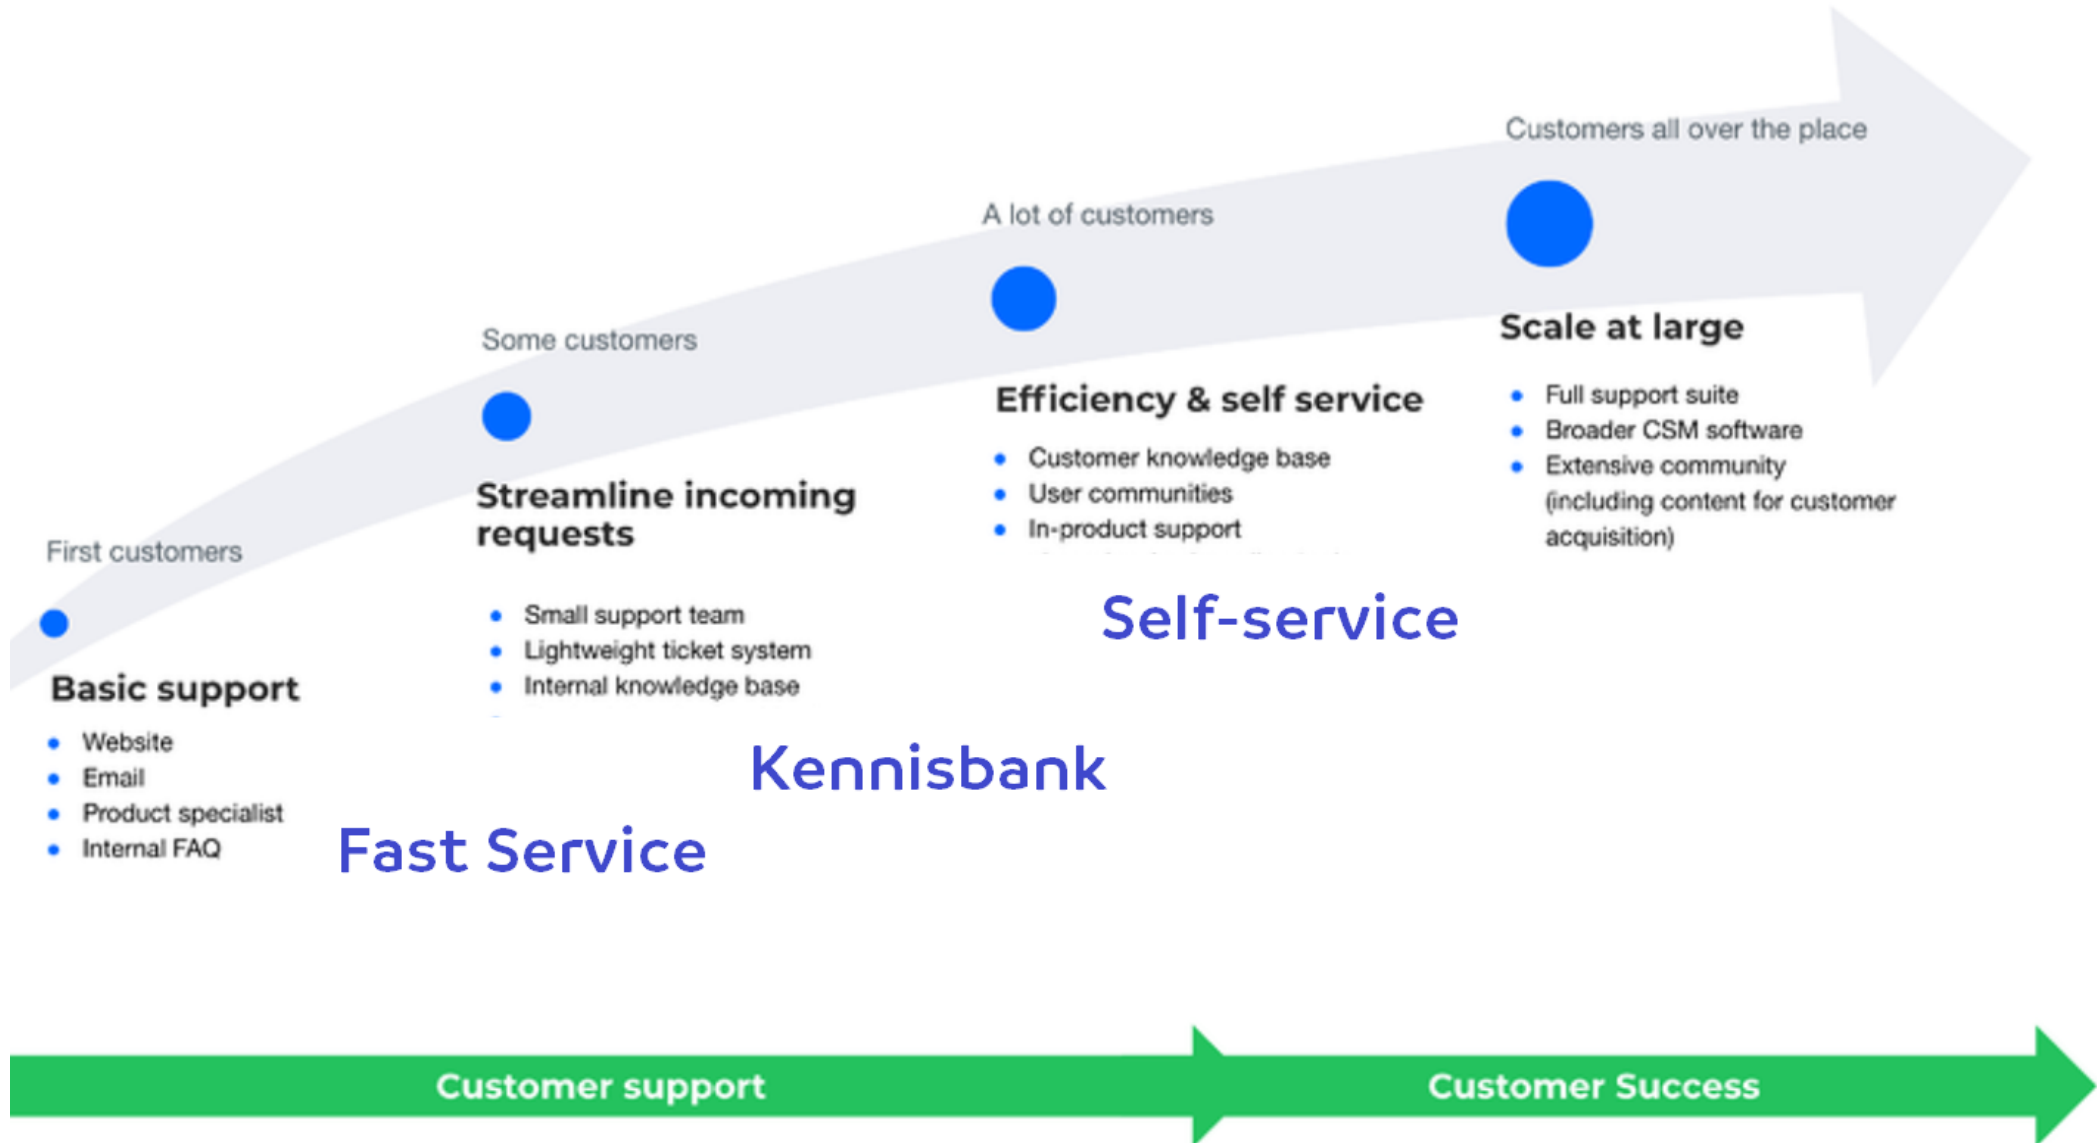 First customers
Basic support
Website
Email
Product specialist
Internal FAQ
Fast Service
Some customers
Streamline incoming
requests
Small support team
Lightweight ticket system
Internal knowledge base
Kennisbank
A lot of customers
Efficiency & self service
Customer knowledge base
User communities
In-product support
Self-service
Customers all over the place
Scale at large
Full support suite
Broader CSM software
Extensive community
(including content for customer
acquisition)
Customer support
Customer Success